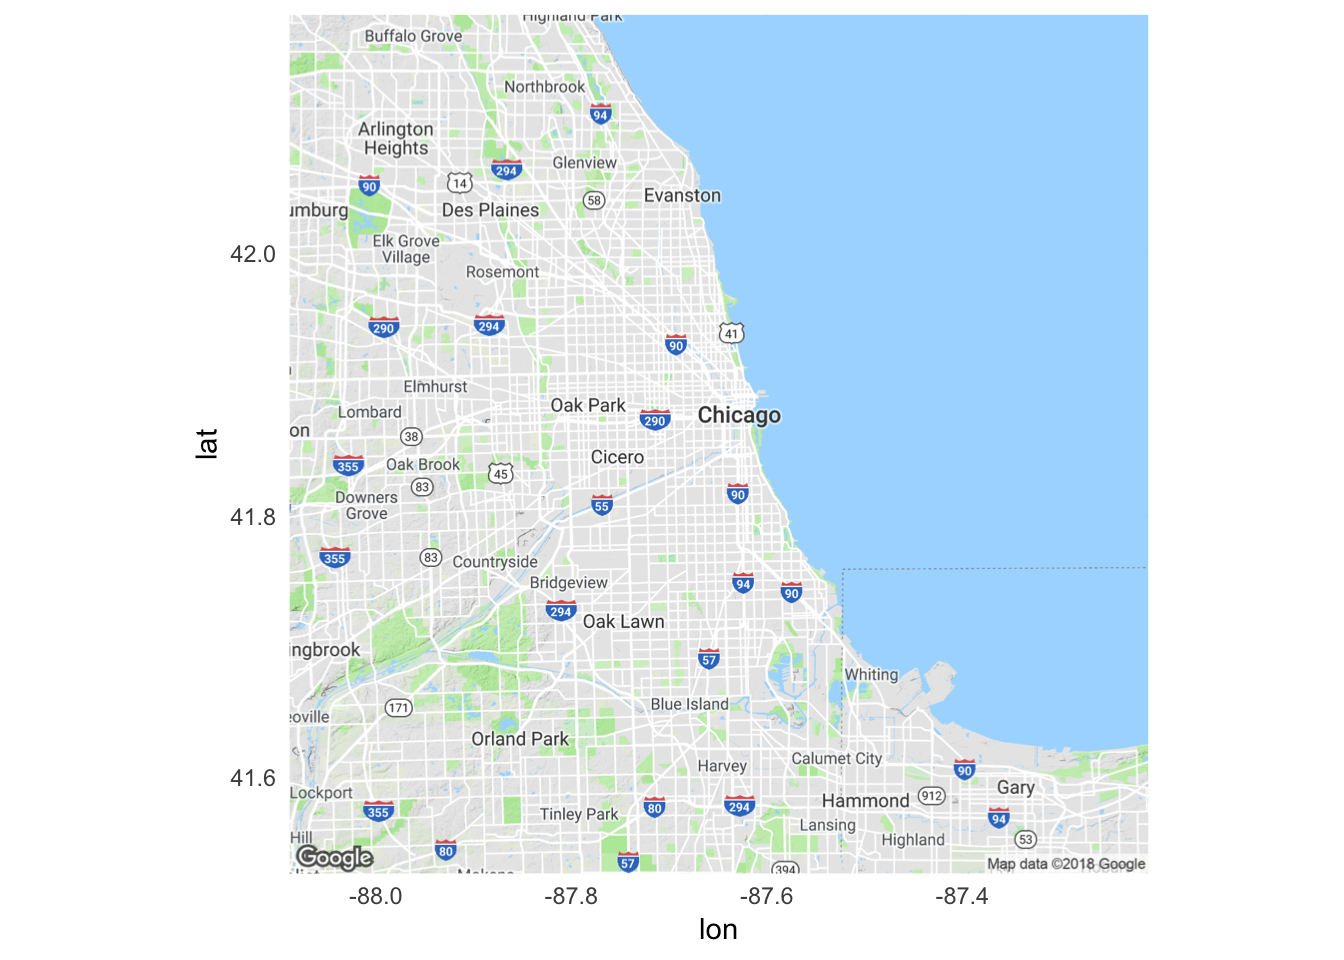 Highland Park
Buffalo Grove
Northbrook
94
Arlington
Heights
Glenview
294
90
14
58
Evanston
umburg
Des Plaines
Elk Grove
Village
42.0
Rosemont
290
294
41
90
Elmhurst
Oak Park
Lombard
290
Chicago
on
38
lat
Cicero
355
Oak Brook
45
83
90
Downers
Grove
55
41.8
355
83
Countryside
94
Bridgeview
90
294
Oak Lawn
ingbrook
57
Whiting
171
Blue Island
eoville
Orland Park
Calumet City
Harvey
90
41.6
Gary
Lockport
Hammond
912
355
Tinley Park
80
294
94
Lansing
Hill
Highland
53
80
Google
57
394
Map data ©2018 Google
-88.0
-87.8
-87.6
-87.4
lon